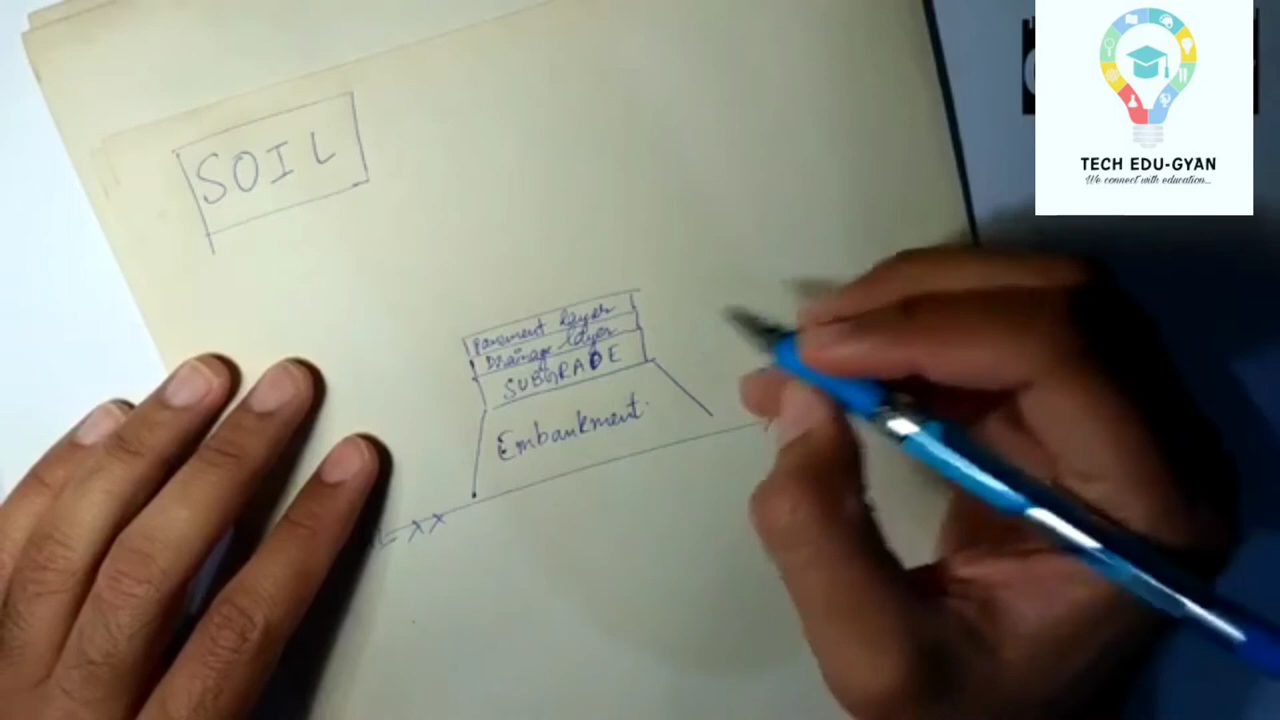 SOIL
Pavement layer
Drainage layer
SUBGRADE
Embankment.
TECH EDU-GYAN
We connect with education...